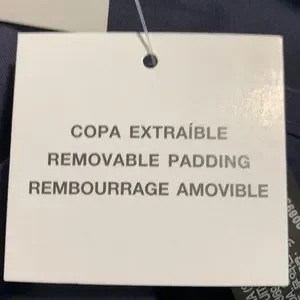 COPA EXTRAÍBLE
REMOVABLE PADDING
REMBOURRAGE AMOVIBLE